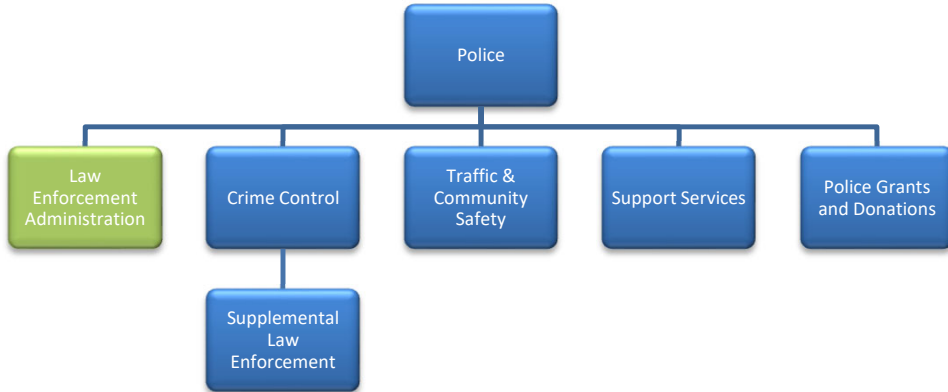 Police
Law
Enforcement
Administration
Crime Control
Traffic &
Community
Safety
Support Services
Police Grants
and Donations
Supplemental
Law
Enforcement